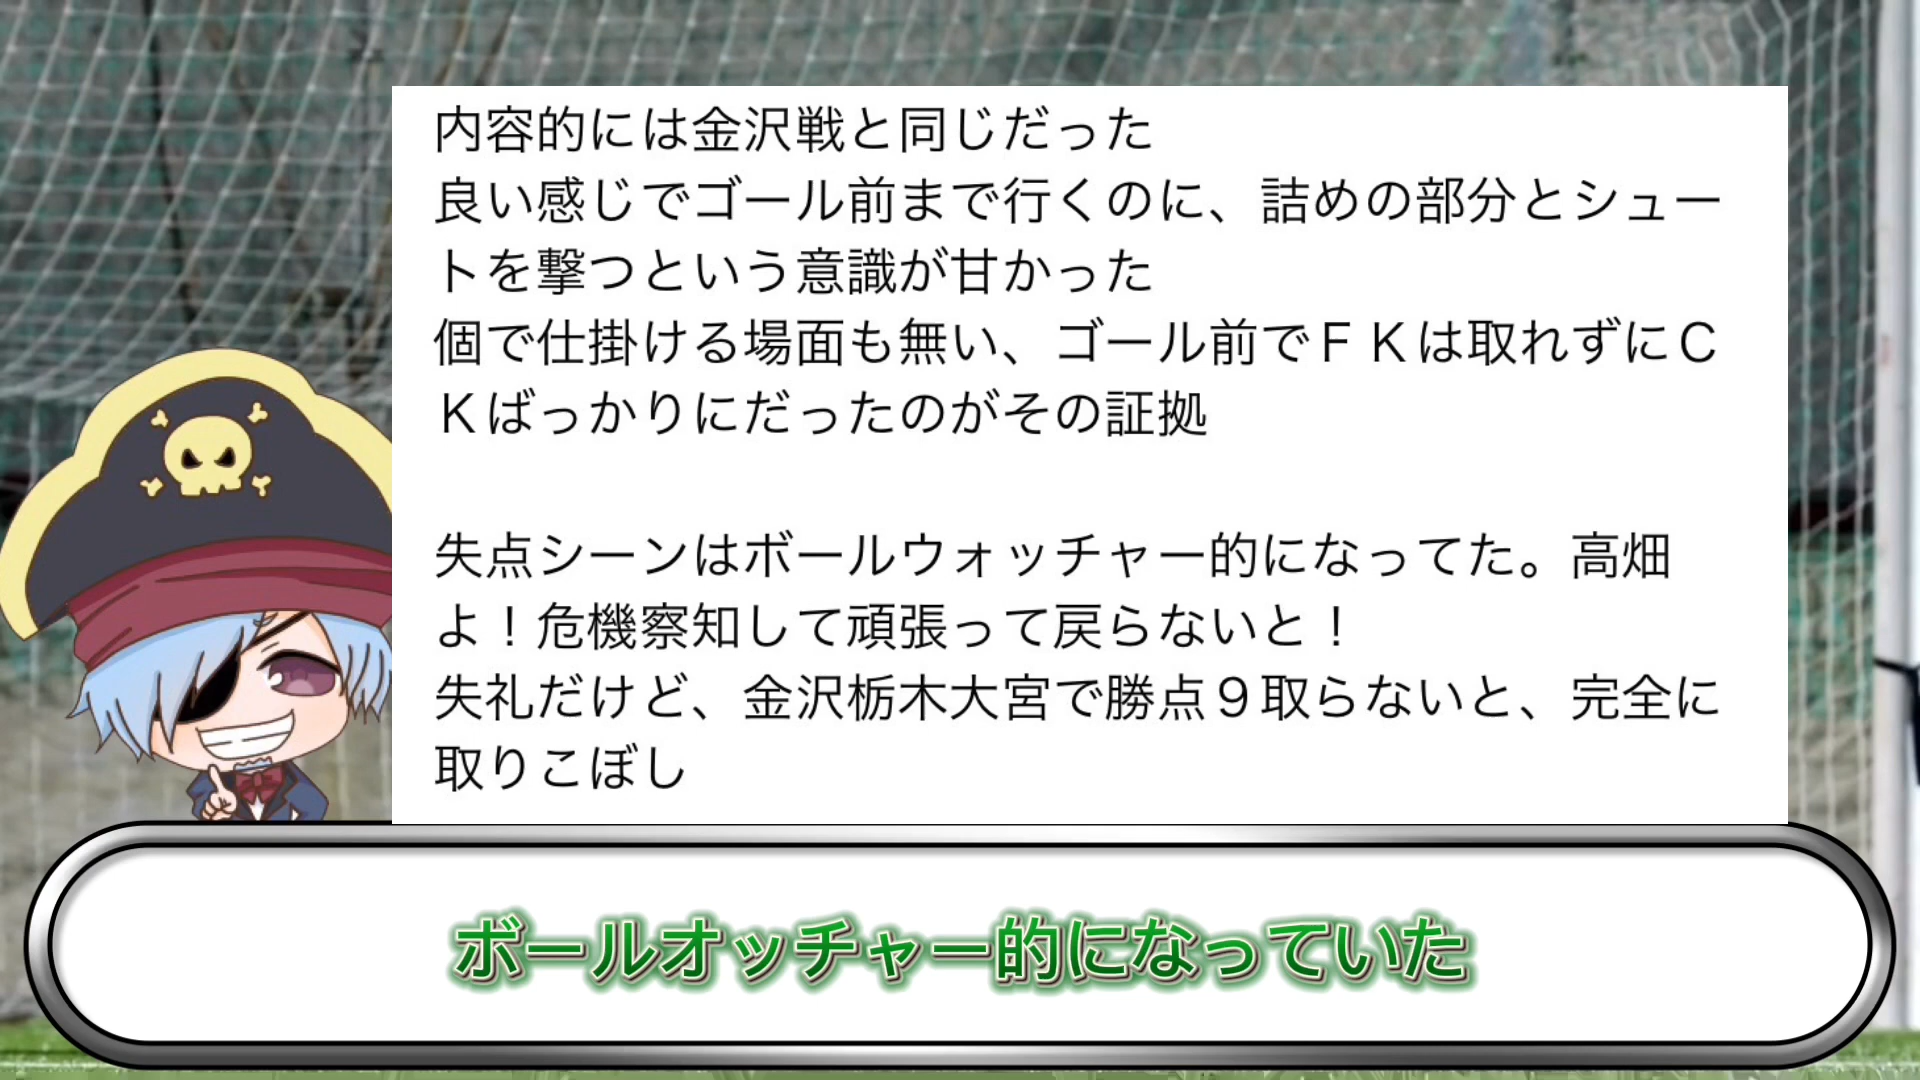 内容的には金沢戦と同じだった
良い感じでゴール前まで行くのに、詰めの部分とシュー
トを撃つという意識が甘かった
個で仕掛ける場面も無い、ゴール前でＦＫは取れずにＣ
Ｋばっかりにだったのがその証拠
失点シーンはボールウォッチャー的になってた。高畑
よ！危機察知して頑張って戻らないと！
失礼だけど、金沢栃木大宮で勝点９取らないと、完全に
取りこぼし
ボールオッチャー的になっていた